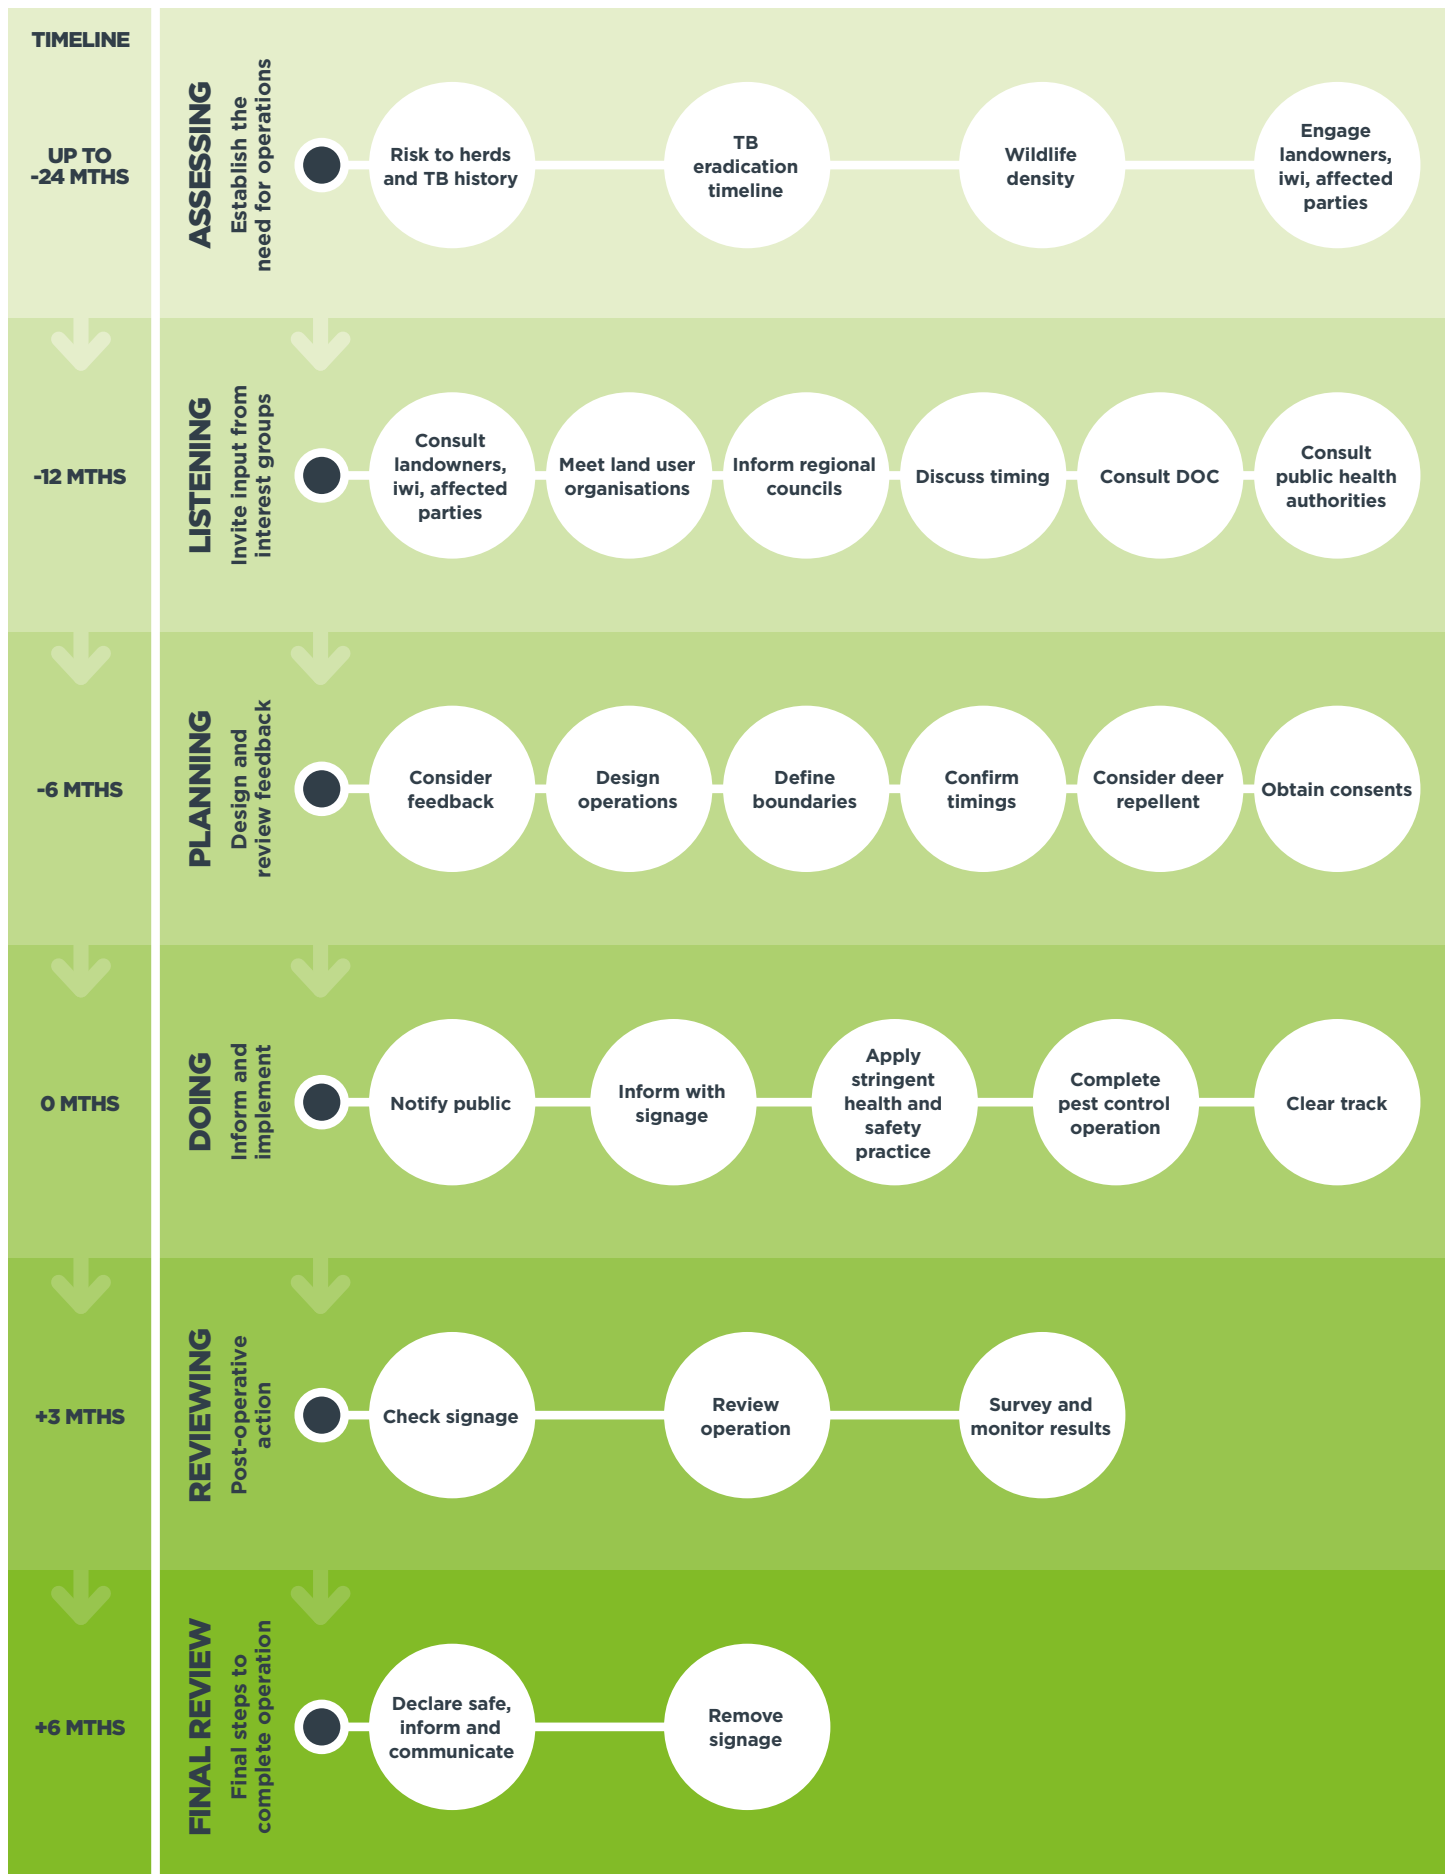 TIMELINE
UP TO
-24 MTHS
ASSESSING
Establish the
need for operations
Risk to herds
and TB history
TB
eradication
timeline
Wildlife
density
Engage
landowners,
iwi, affected
parties
-12 MTHS
LISTENING
Invite input from
interest groups
Consult
landowners,
iwi, affected
parties
Meet land user
organisations
Inform regional
councils
Discuss timing
Consult DOC
Consult
public health
authorities
-6 MTHS
PLANNING
Design and
review feedback
Consider
feedback
Design
operations
Define
boundaries
Confirm
timings
Consider deer
repellent
Obtain consents
0 MTHS
DOING
Inform and
implement
Notify public
Inform with
signage
Apply
stringent
health and
safety
practice
Complete
pest control
operation
Clear track
+3 MTHS
REVIEWING
Post-operative
action
Check signage
Review
operation
Survey and
monitor results
+6 MTHS
FINAL REVIEW
Final steps to
complete operation
Declare safe,
inform and
communicate
Remove
signage